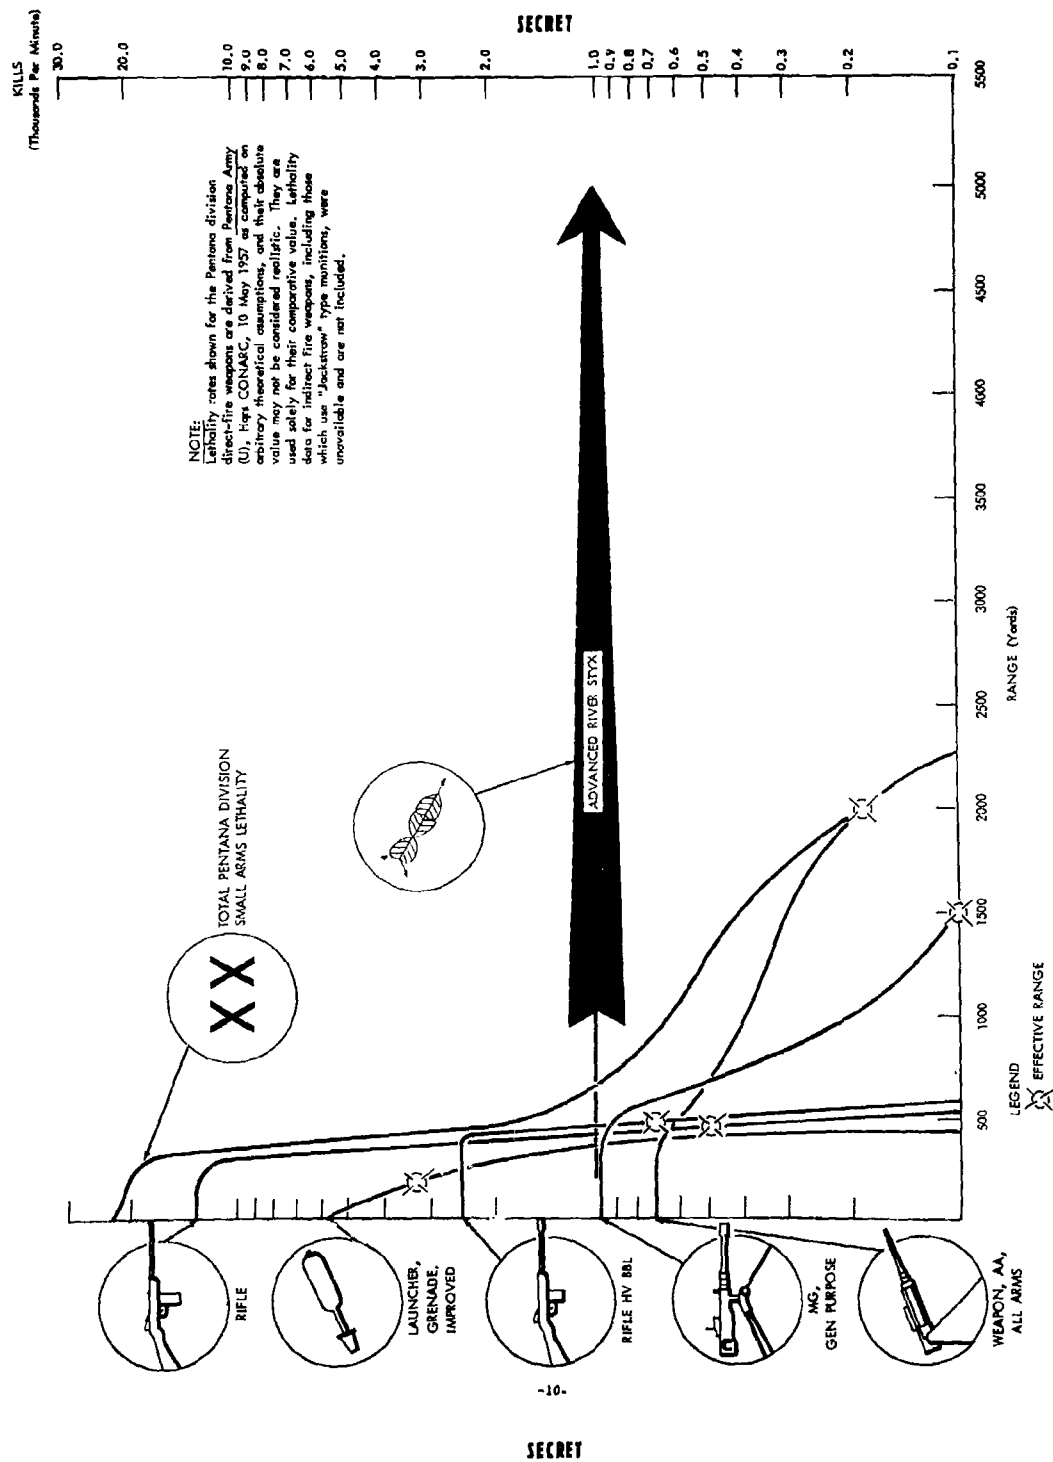 SECRET
KILLS
(Thousands Per Minute)
30.0
20.0
10.0
9.0
8.0
7.0
6.0
5.0
4.0
3.0
2.0
1.0
0.9
0.8
0.7
0.6
0.5
0.4
0.3
0.2
0.1
NOTE:
Lethality rates shown for the Pentana division
direct-fire weapons are derived from Pentana Army
(U), Hqrs CONARC, 10 May 1957 as computed on
arbitrary theoretical assumptions, and their absolute
value may not be considered realistic. They are
used solely for their comparative value. Lethality
data for indirect fire weapons, including those
which use "Jackstraw" type munitions, were
unavailable and are not included.
TOTAL PENTANA DIVISION
SMALL ARMS LETHALITY
XX
ADVANCED RIVER STYX
RIFLE
LAUNCHER,
GRENADE,
IMPROVED
RIFLE HV BBL
MG,
GEN PURPOSE
WEAPON, AA,
ALL ARMS
500
1000
1500
2000
2500
3000
3500
4000
4500
5000
5500
RANGE (Yards)
LEGEND
EFFECTIVE RANGE
-10-
SECRET